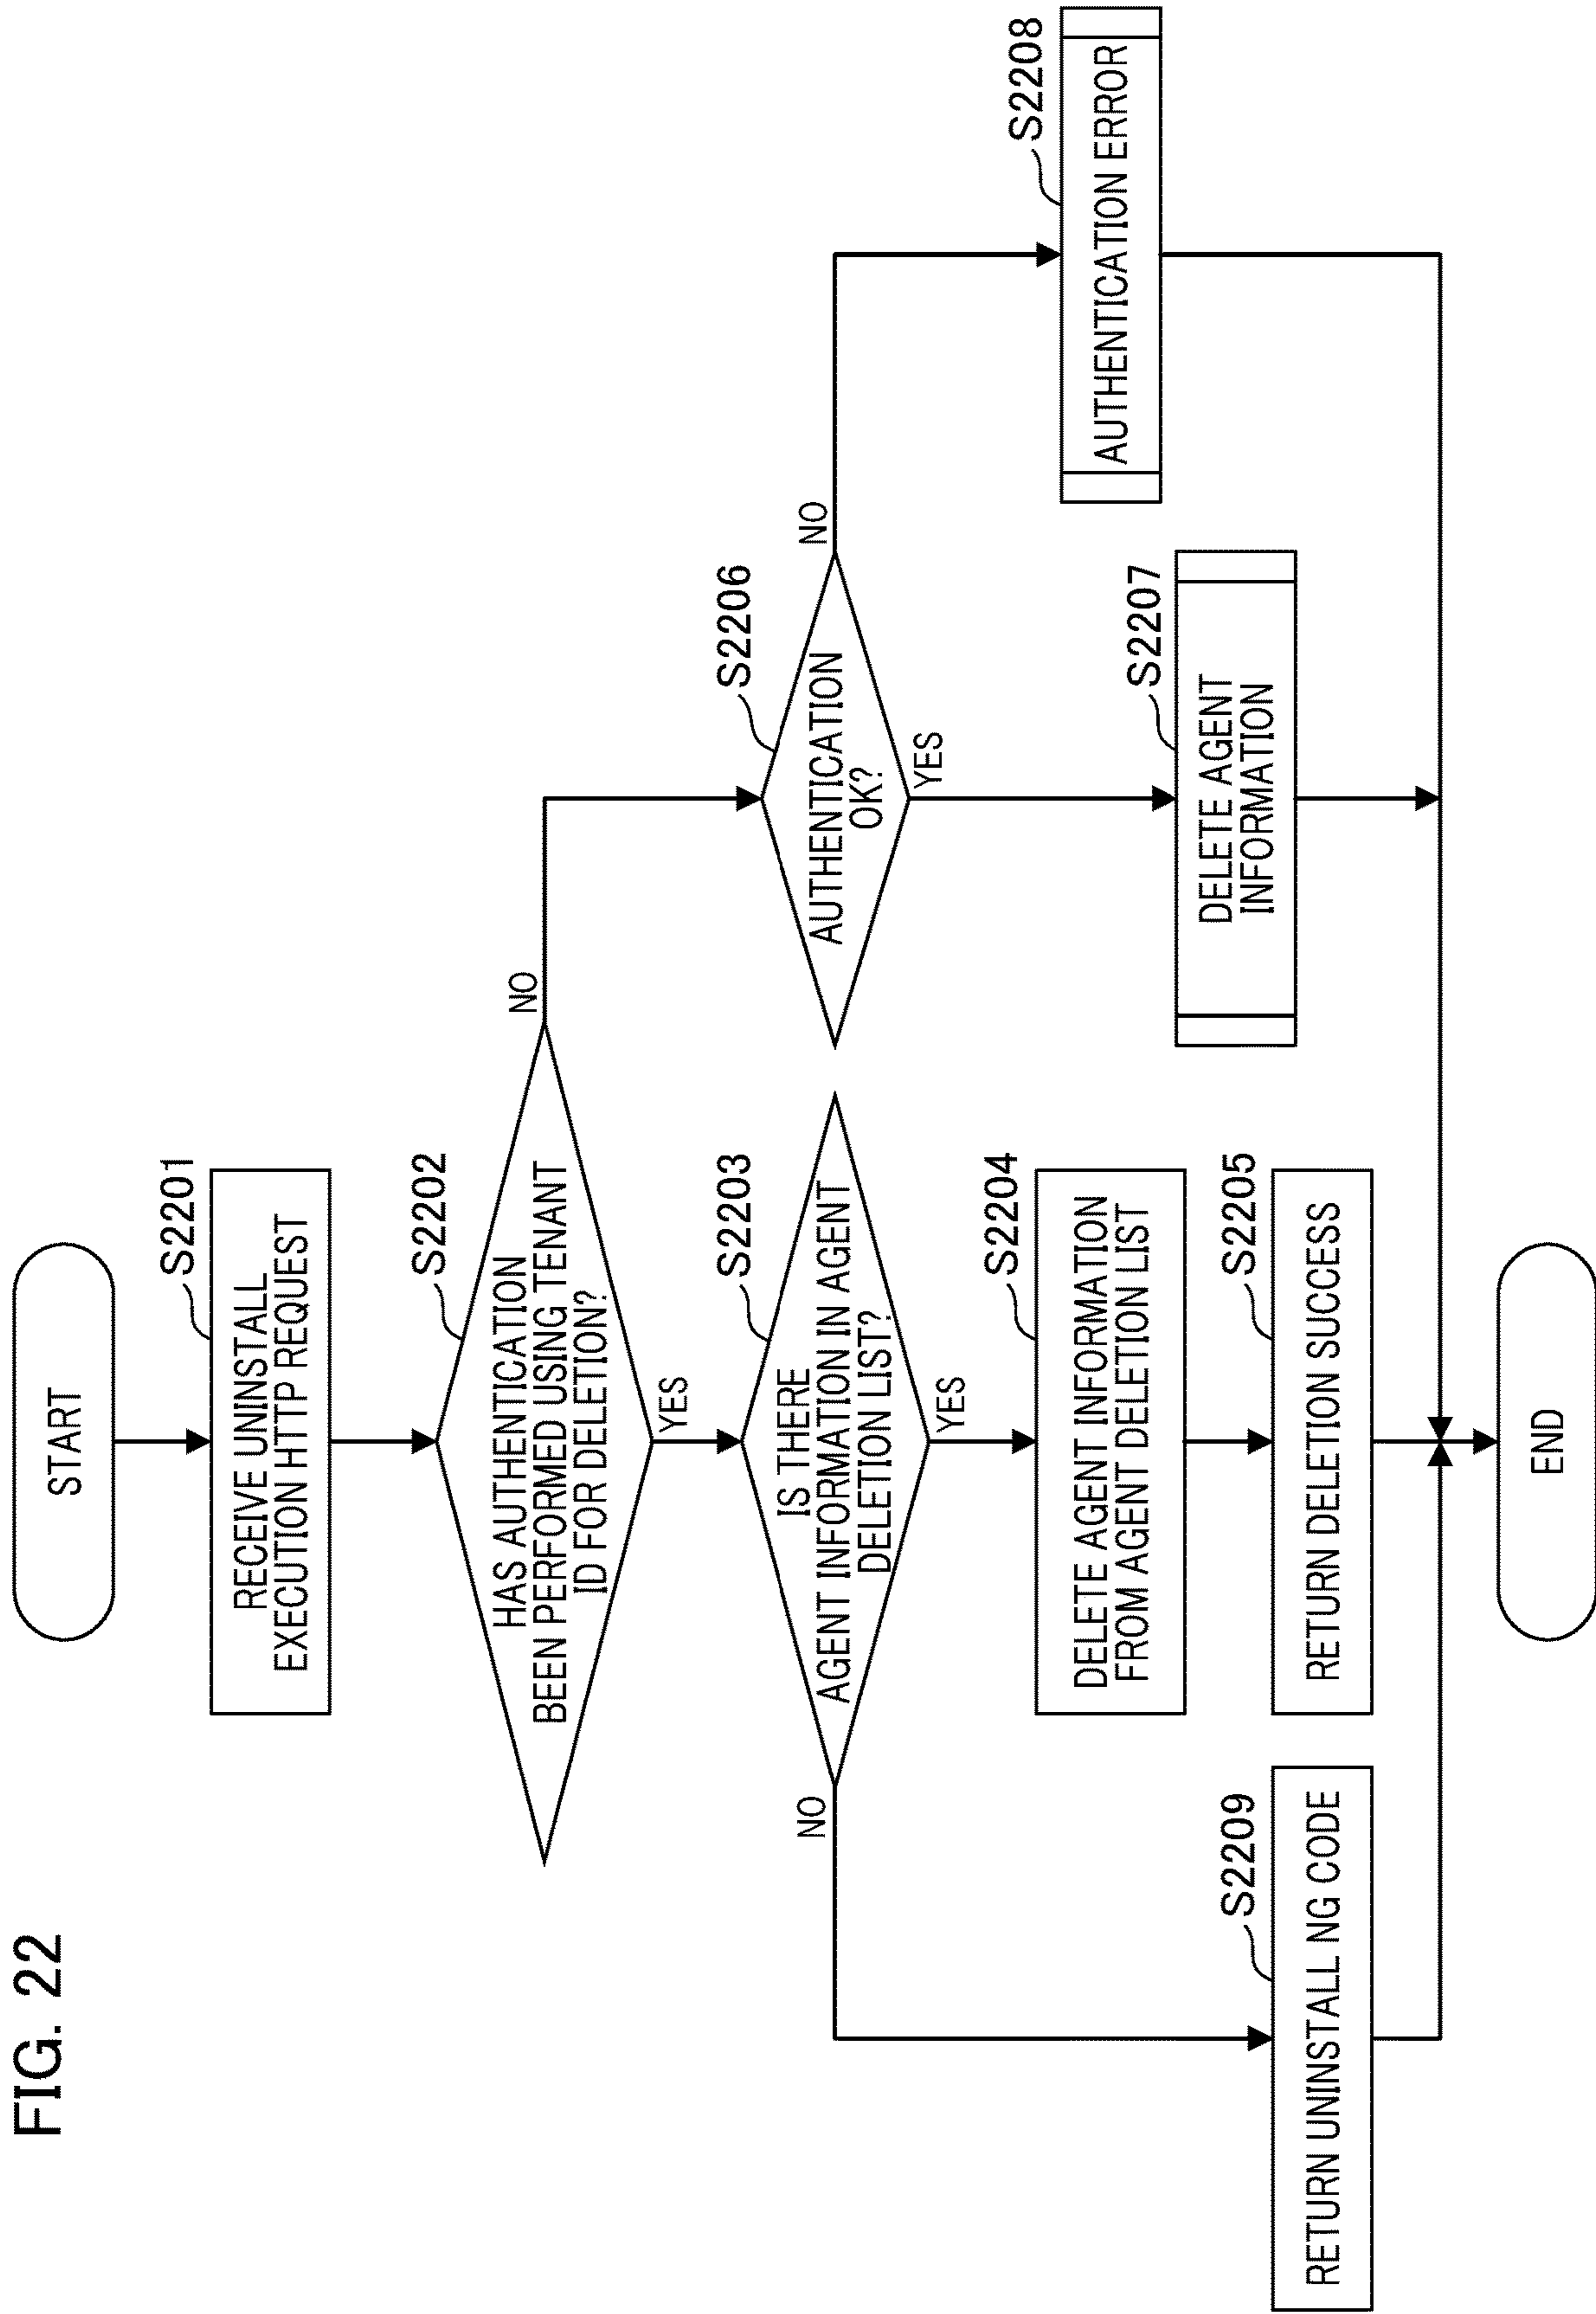 FIG. 22
START
S2201
RECEIVE UNINSTALL
EXECUTION HTTP REQUEST
S2202
HAS AUTHENTICATION
BEEN PERFORMED USING TENANT
ID FOR DELETION?
NO
YES
S2203
IS THERE
AGENT INFORMATION IN AGENT
DELETION LIST?
NO
YES
S2206
AUTHENTICATION
OK?
NO
YES
S2204
DELETE AGENT INFORMATION
FROM AGENT DELETION LIST
S2208
AUTHENTICATION ERROR
S2207
DELETE AGENT
INFORMATION
S2209
RETURN UNINSTALL NG CODE
S2205
RETURN DELETION SUCCESS
END